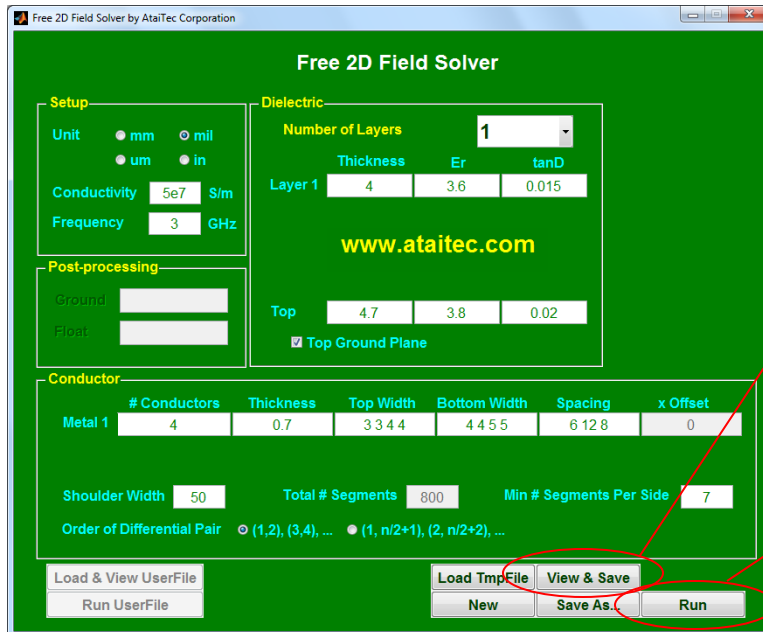 Free 2D Field Solver by AtaiTec Corporation
Free 2D Field Solver
Setup
Unit mm mil
um in
Conductivity 5e7 S/m
Frequency 3 GHz
Post-processing
Ground
Float
Dielectric
Number of Layers 1
Thickness Er tanD
Layer 1 4 3.6 0.015
www.ataitec.com
Top 4.7 3.8 0.02
Top Ground Plane
Conductor
# Conductors Thickness Top Width Bottom Width Spacing x Offset
Metal 1 4 0.7 3 3 4 4 4 4 5 5 6 12 8 0
Shoulder Width 50 Total # Segments 800 Min # Segments Per Side 7
Order of Differential Pair (1,2), (3,4), ... (1, n/2+1), (2, n/2+2), ...
Load & View UserFile Load TmpFile View & Save
Run UserFile New Save As... Run